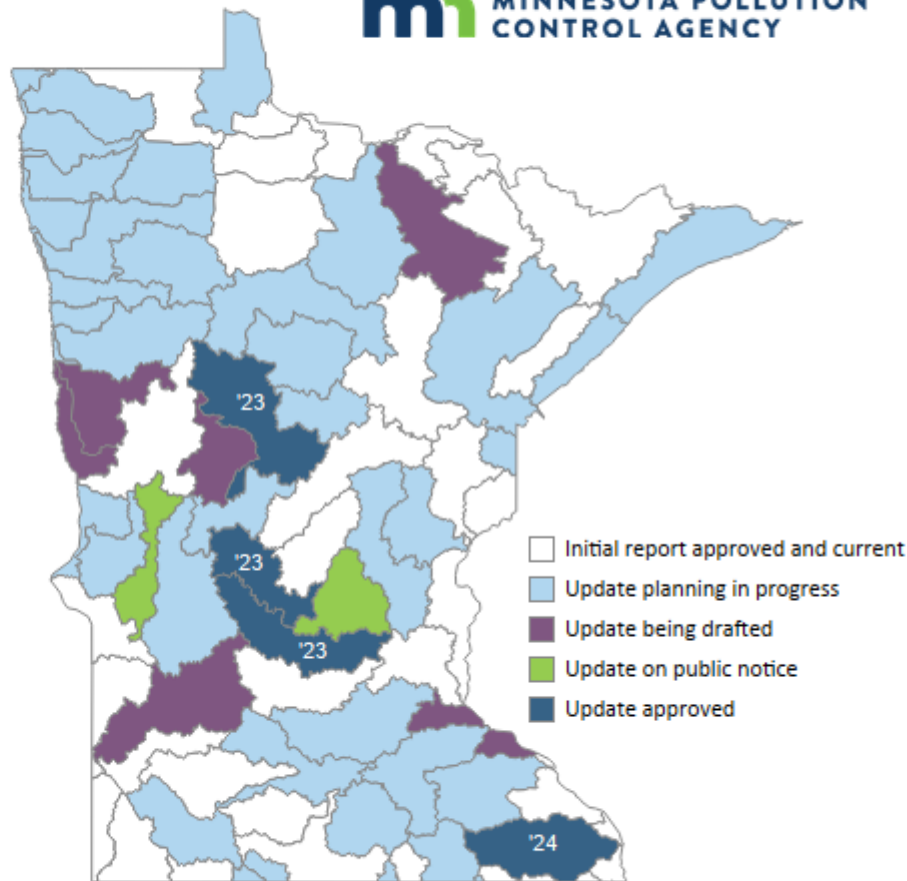 MINNESOTA POLLUTION
CONTROL AGENCY
'23
'23
'23
'24
Initial report approved and current
Update planning in progress
Update being drafted
Update on public notice
Update approved